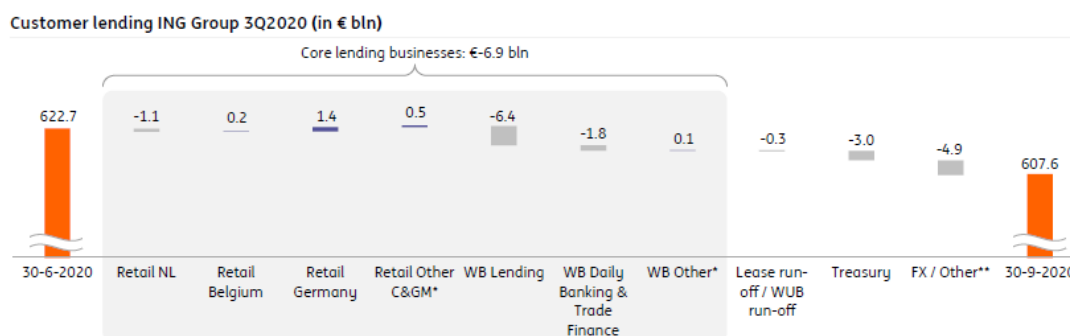 Customer lending ING Group 3Q2020 (in € bln)
Core lending businesses: €-6.9 bln
622.7
-1.1
0.2
1.4
0.5
-6.4
-1.8
0.1
-0.3
-3.0
-4.9
607.6
30-6-2020
Retail NL
Retail
Belgium
Retail
Germany
Retail Other
C&GM*
WB Lending
WB Daily
Banking &
Trade
Finance
WB Other*
Lease run-
off / WUB
run-off
Treasury
FX / Other**
30-9-2020